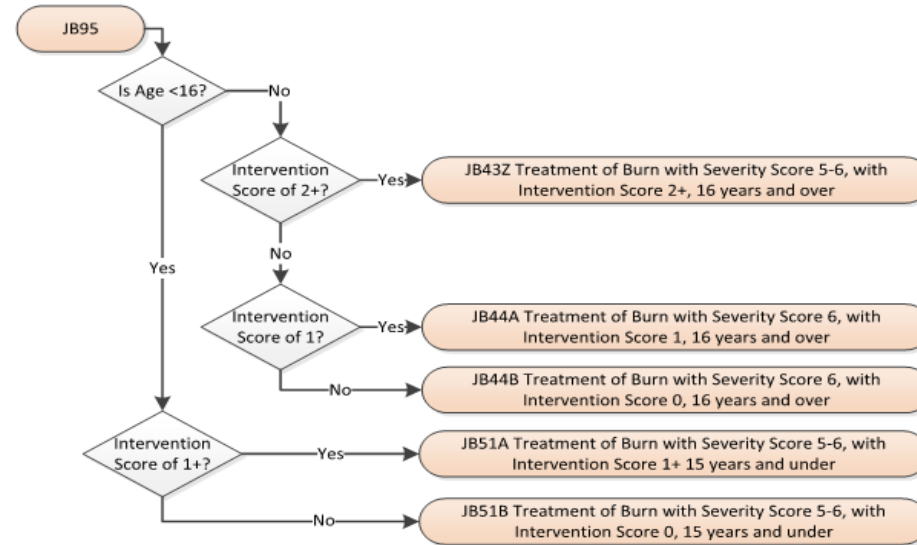 JB95
Is Age <16?
No
Intervention
Score of 2+?
Yes
JB43Z Treatment of Burn with Severity Score 5-6, with
Intervention Score 2+, 16 years and over
No
Yes
Intervention
Score of 1?
Yes
JB44A Treatment of Burn with Severity Score 6, with
Intervention Score 1, 16 years and over
No
JB44B Treatment of Burn with Severity Score 6, with
Intervention Score 0, 16 years and over
Intervention
Score of 1+?
Yes
JB51A Treatment of Burn with Severity Score 5-6, with
Intervention Score 1+ 15 years and under
No
JB51B Treatment of Burn with Severity Score 5-6, with
Intervention Score 0, 15 years and under